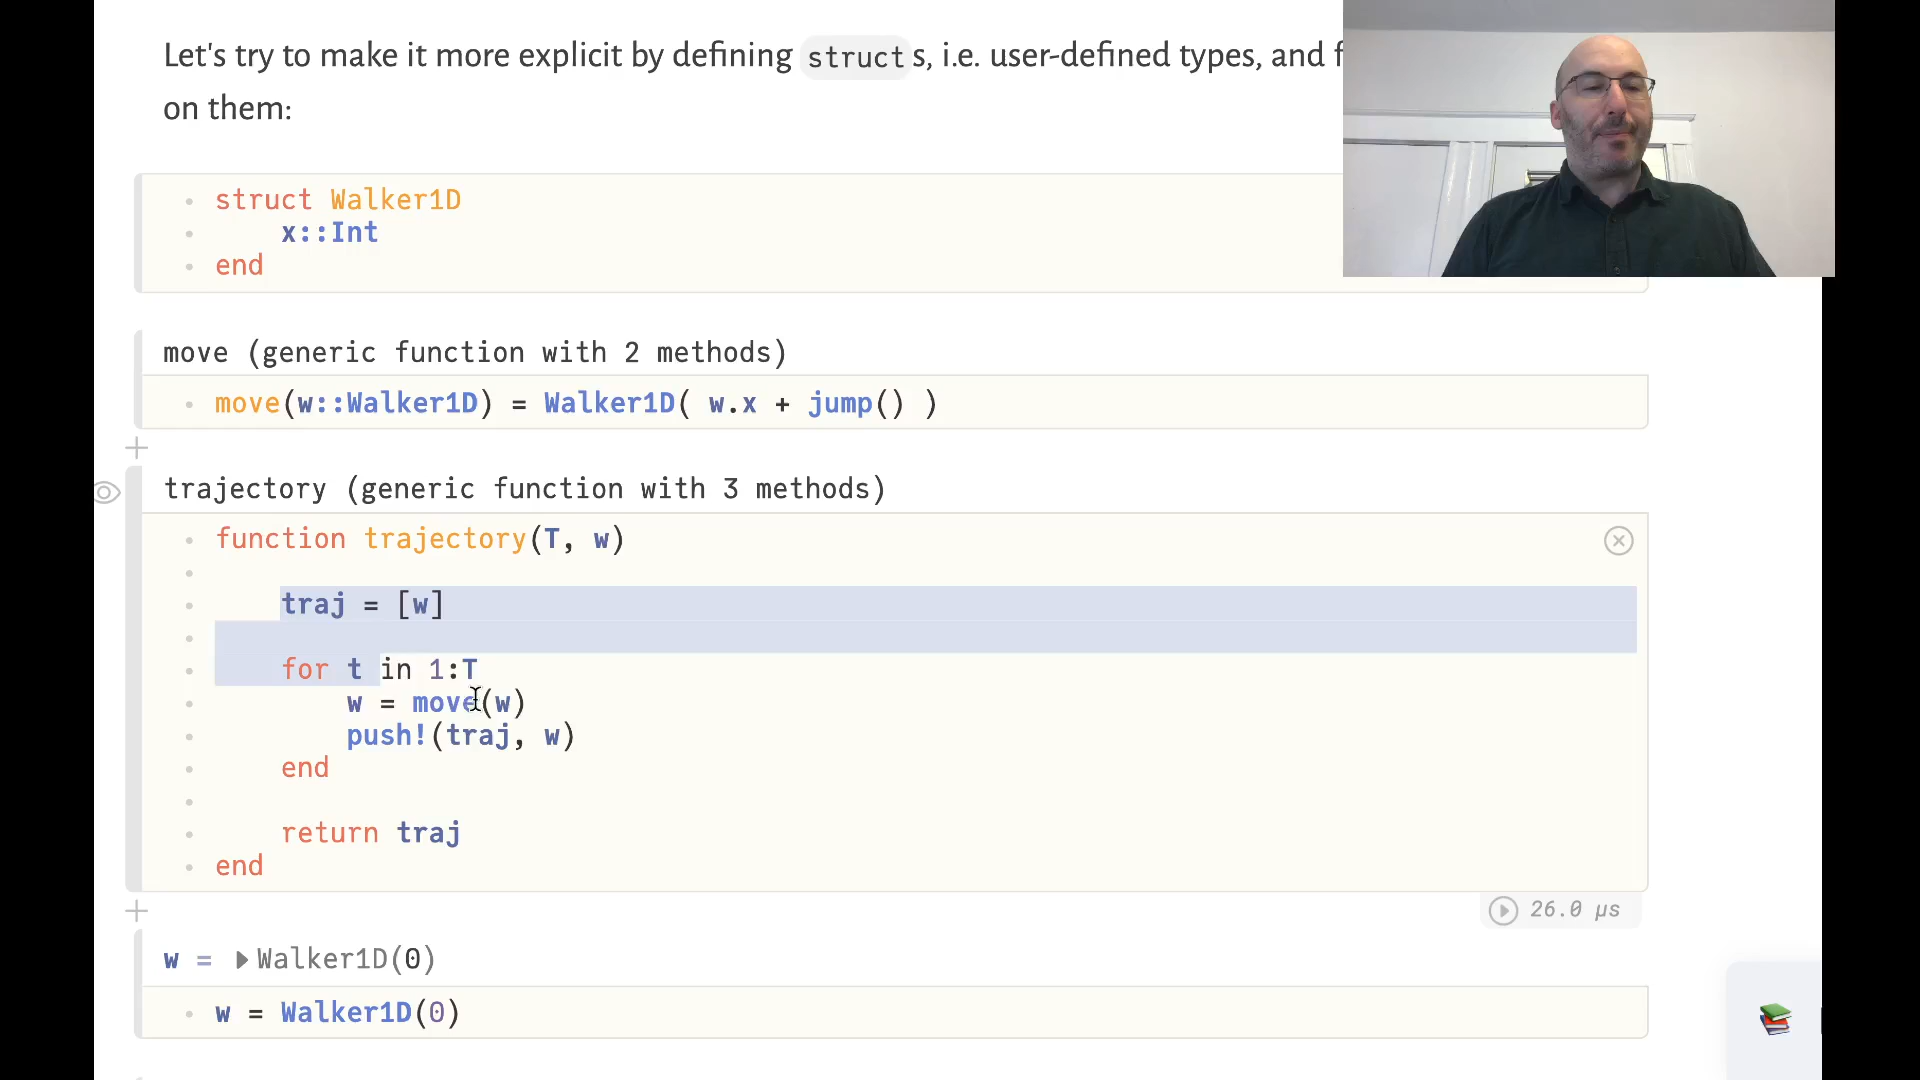 Let's try to make it more explicit by defining structs, i.e. user-defined types, and f
on them:
struct Walker1D
x::Int
end
move (generic function with 2 methods)
move(w::Walker1D) = Walker1D( w.x + jump() )
trajectory (generic function with 3 methods)
function trajectory(T, w)
traj = [w]
for t in 1:T
w = move(w)
push!(traj, w)
end
return traj
end
26.0 μs
w = Walker1D(0)
w = Walker1D(0)